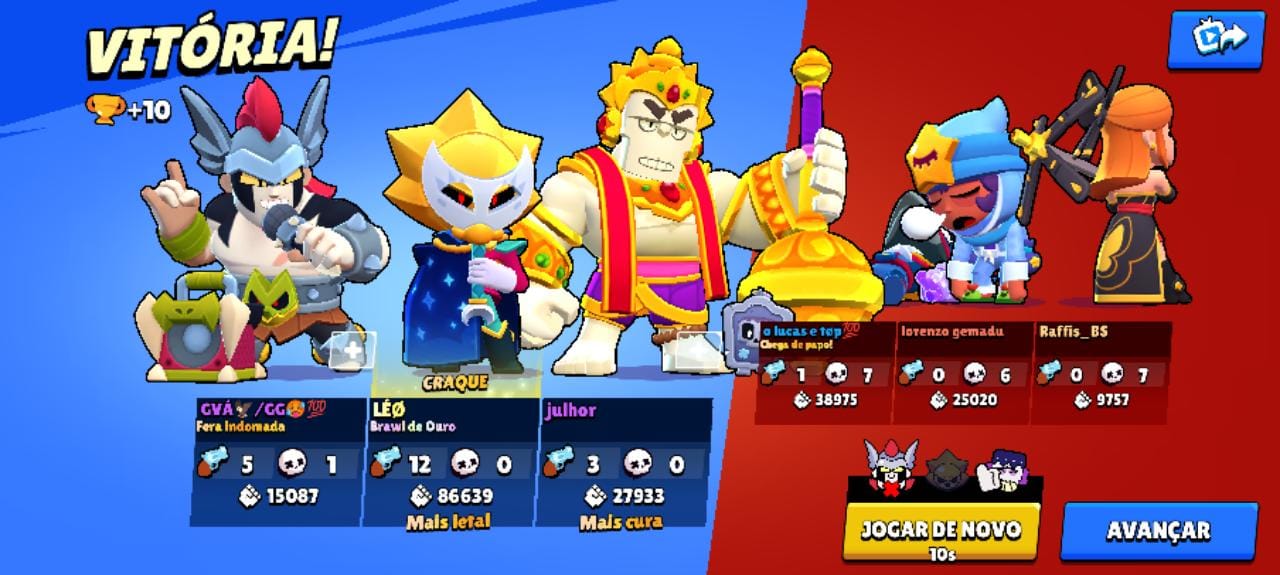 VITÓRIA!
+10
CRAQUE
GVÁ🦅/GG🥵💯
Fera Indomada
5 1
15087
LÉØ
Brawl de Ouro
12 0
86639
Mais letal
julhor
3 0
27933
Mais cura
o lucas e top💯
Chega de papo!
1 7
38975
lorenzo gemadu
0 6
25020
Raffis_BS
0 7
9757
JOGAR DE NOVO
10s
AVANÇAR